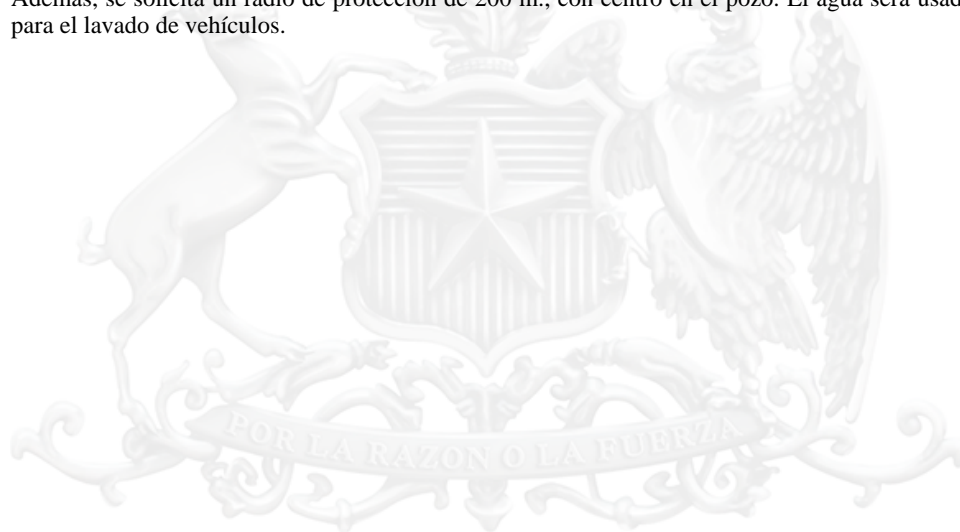 Además, se solicita un radio de protección de 200 m., con centro en el pozo. El agua será usad
para el lavado de vehículos.
POR LA RAZON O LA FUERZA